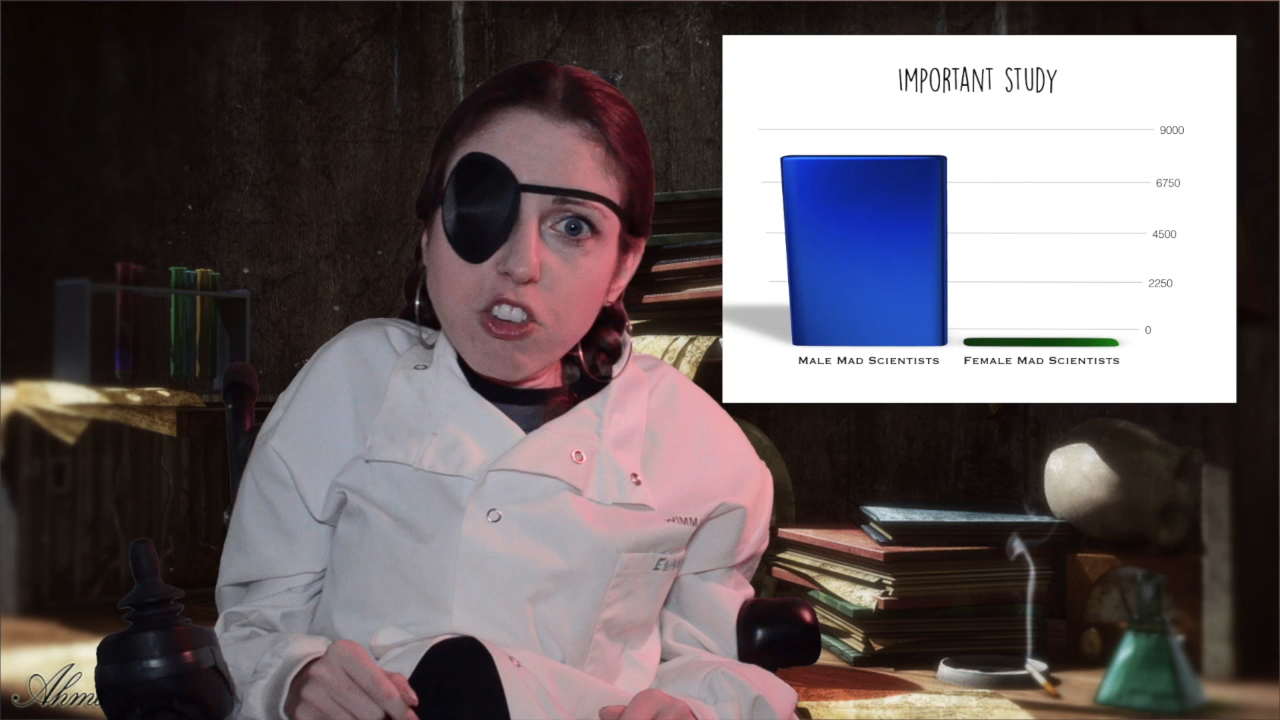 IMPORTANT STUDY
9000
6750
4500
2250
0
MALE MAD SCIENTISTS
FEMALE MAD SCIENTISTS